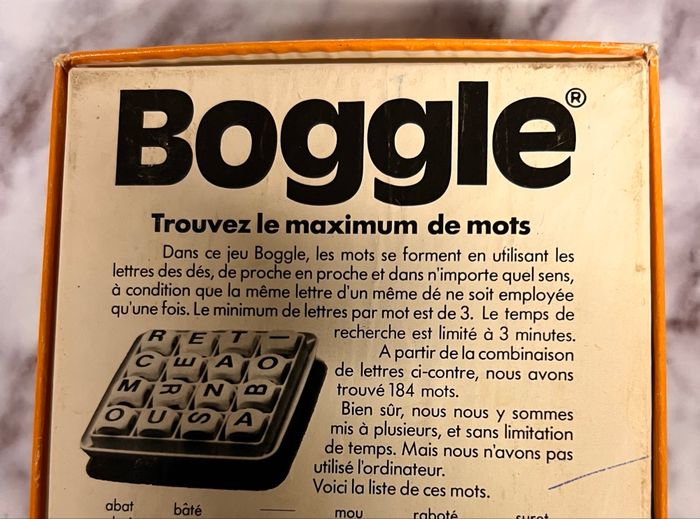 Boggle®
Trouvez le maximum de mots
Dans ce jeu Boggle, les mots se forment en utilisant les
lettres des dés, de proche en proche et dans n'importe quel sens,
à condition que la même lettre d'un même dé ne soit employée
qu'une fois. Le minimum de lettres par mot est de 3. Le temps de
recherche est limité à 3 minutes.
A partir de la combinaison
de lettres ci-contre, nous avons
trouvé 184 mots.
Bien sûr, nous nous y sommes
mis à plusieurs, et sans limitation
de temps. Mais nous n'avons pas
utilisé l'ordinateur.
Voici la liste de ces mots.
R E T I
C E A O
M R N B
O U S A
abat bâté mou raboté suret